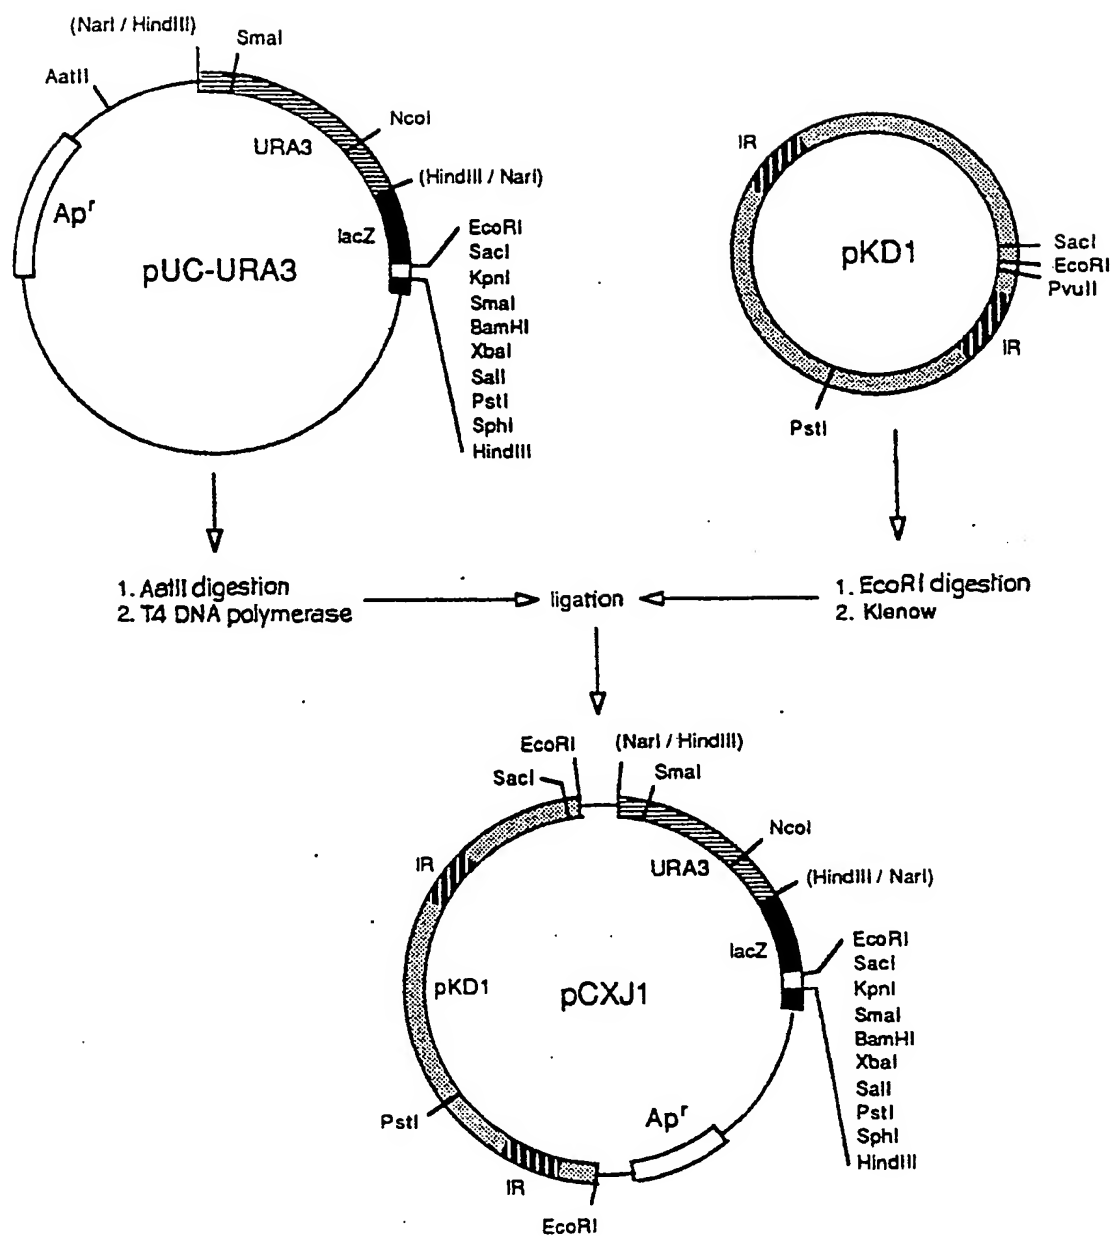 (NarI / HindIII)
SmaI
AatII
NcoI
URA3
(HindIII / NarI)
Apʳ
lacZ
pUC-URA3
EcoRI
SacI
KpnI
SmaI
BamHI
XbaI
SalI
PstI
SphI
HindIII
IR
pKD1
SacI
EcoRI
PvuII
IR
PstI
1. AatII digestion
2. T4 DNA polymerase
ligation
1. EcoRI digestion
2. Klenow
EcoRI
(NarI / HindIII)
SacI
SmaI
NcoI
IR
URA3
(HindIII / NarI)
lacZ
pKD1
pCXJ1
EcoRI
SacI
KpnI
SmaI
BamHI
XbaI
SalI
PstI
SphI
HindIII
PstI
Apʳ
IR
EcoRI